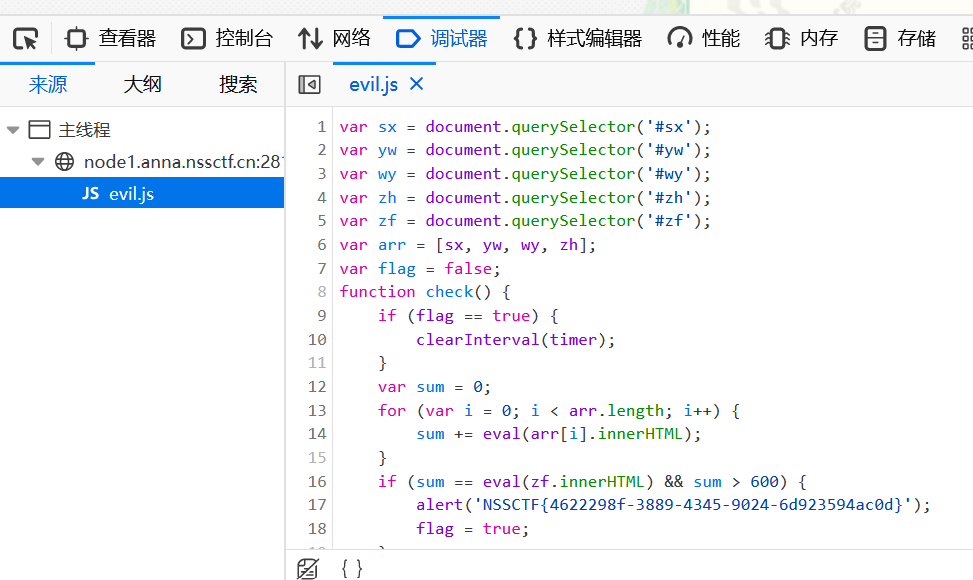 查看器 控制台 网络 调试器 {} 样式编辑器 性能 内存 存储
来源 大纲 搜索 evil.js
主线程
node1.anna.nssctf.cn:281
JS evil.js
1 var sx = document.querySelector('#sx');
2 var yw = document.querySelector('#yw');
3 var wy = document.querySelector('#wy');
4 var zh = document.querySelector('#zh');
5 var zf = document.querySelector('#zf');
6 var arr = [sx, yw, wy, zh];
7 var flag = false;
8 function check() {
9 if (flag == true) {
10 clearInterval(timer);
11 }
12 var sum = 0;
13 for (var i = 0; i < arr.length; i++) {
14 sum += eval(arr[i].innerHTML);
15 }
16 if (sum == eval(zf.innerHTML) && sum > 600) {
17 alert('NSSCTF{4622298f-3889-4345-9024-6d923594ac0d}');
18 flag = true;
{ }